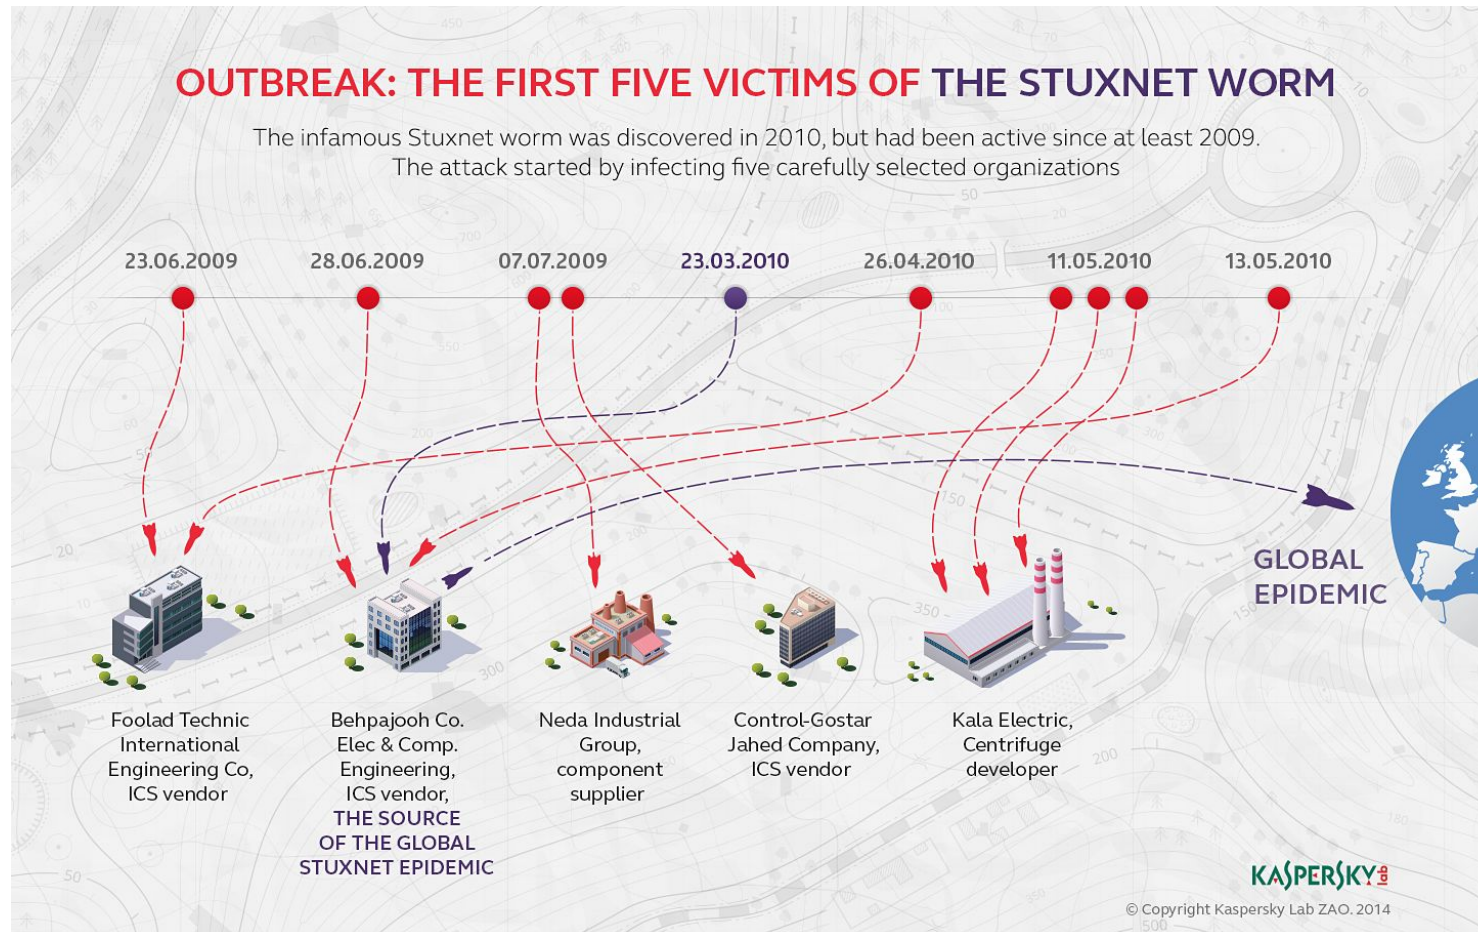 OUTBREAK: THE FIRST FIVE VICTIMS OF THE STUXNET WORM
The infamous Stuxnet worm was discovered in 2010, but had been active since at least 2009.
The attack started by infecting five carefully selected organizations
23.06.2009
28.06.2009
07.07.2009
23.03.2010
26.04.2010
11.05.2010
13.05.2010
GLOBAL
EPIDEMIC
Foolad Technic
International
Engineering Co,
ICS vendor
Behpajooh Co.
Elec & Comp.
Engineering,
ICS vendor,
THE SOURCE
OF THE GLOBAL
STUXNET EPIDEMIC
Neda Industrial
Group,
component
supplier
Control-Gostar
Jahed Company,
ICS vendor
Kala Electric,
Centrifuge
developer
KASPERSKY lab
© Copyright Kaspersky Lab ZAO. 2014